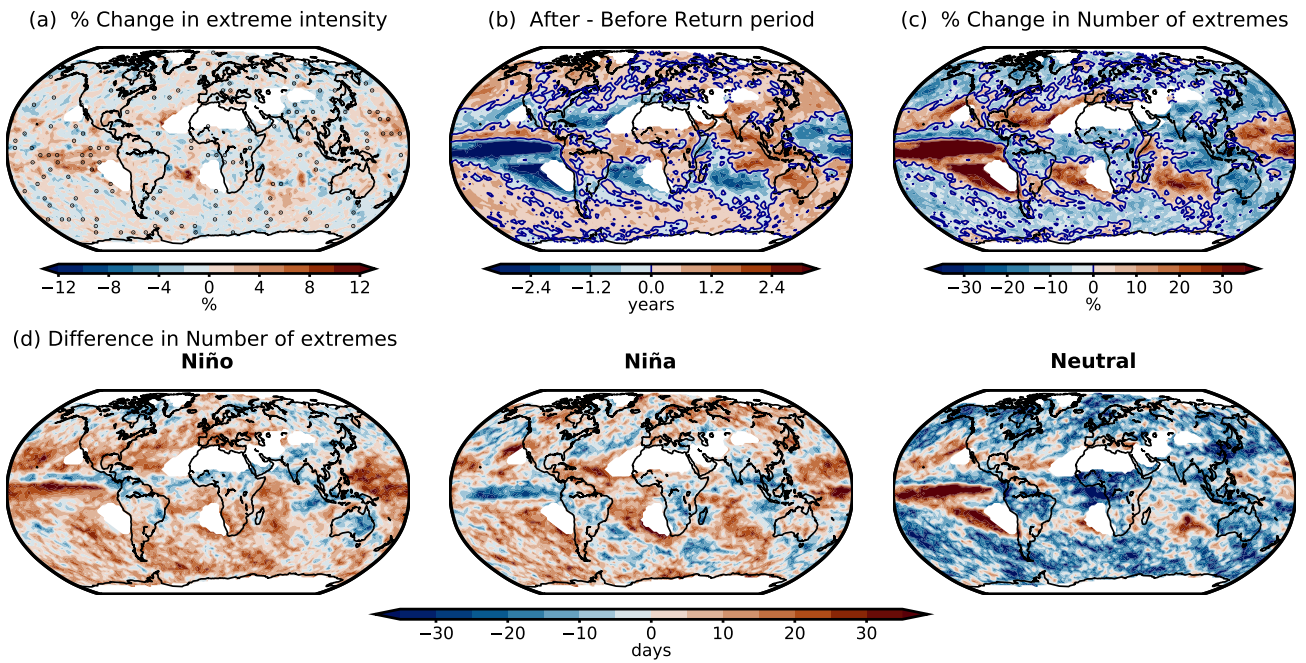 (a)  % Change in extreme intensity
(b)  After - Before Return period
(c)  % Change in Number of extremes
−12 −8 −4 0 4 8 12
%
−2.4 −1.2 0.0 1.2 2.4
years
−30 −20 −10 0 10 20 30
%
(d) Difference in Number of extremes
Niño
Niña
Neutral
−30 −20 −10 0 10 20 30
days